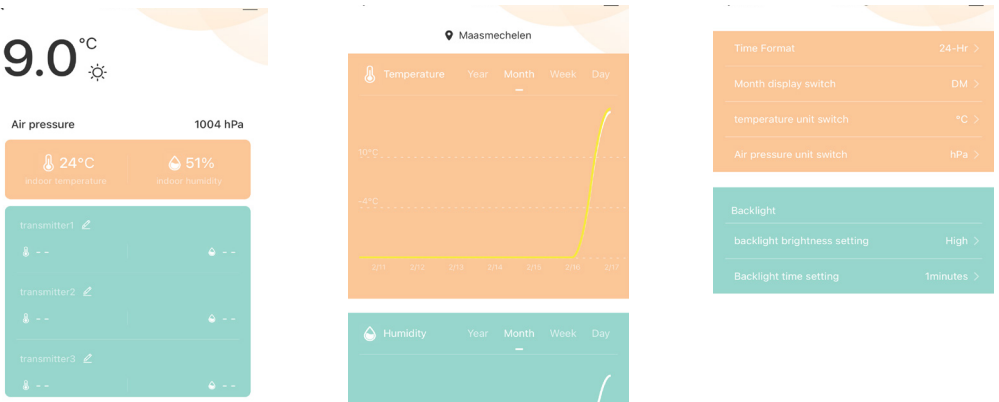 9.0 °C
Air pressure 1004 hPa
24°C 51%
indoor temperature indoor humidity
transmitter1
-- --
transmitter2
-- --
transmitter3
-- --
Maasmechelen
Temperature Year Month Week Day
10°C
-4°C
2/11 2/12 2/13 2/14 2/15 2/16 2/17
Humidity Year Month Week Day
Time Format 24-Hr >
Month display switch DM >
temperature unit switch °C >
Air pressure unit switch hPa >
Backlight
backlight brightness setting High >
Backlight time setting 1minutes >